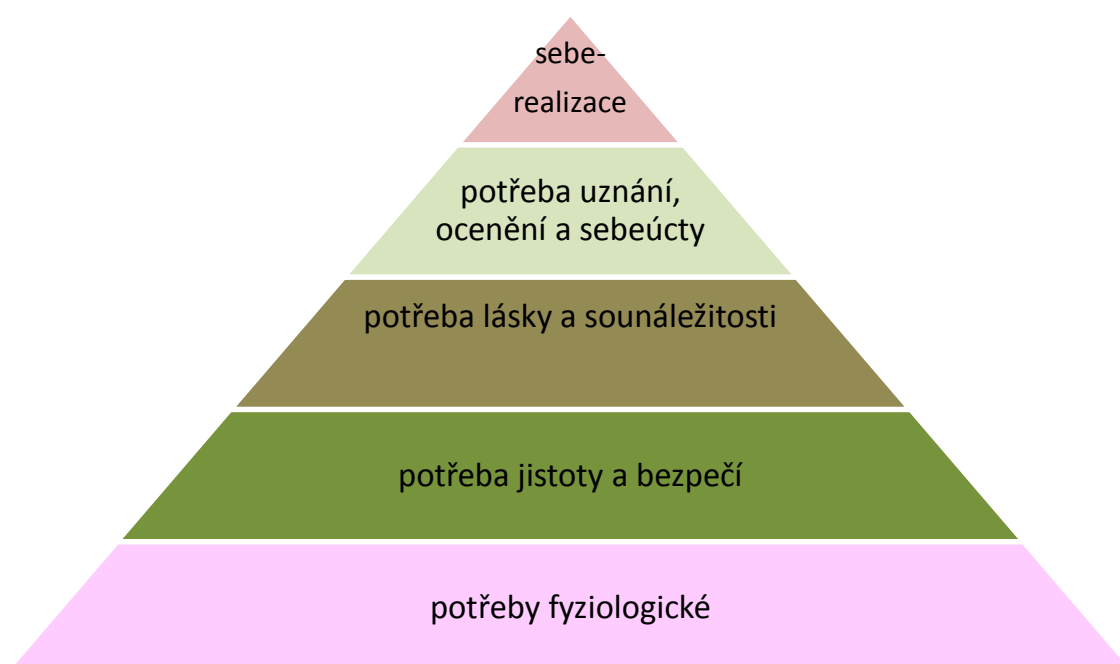 sebe-
realizace
potřeba uznání,
ocenění a sebeúcty
potřeba lásky a sounáležitosti
potřeba jistoty a bezpečí
potřeby fyziologické